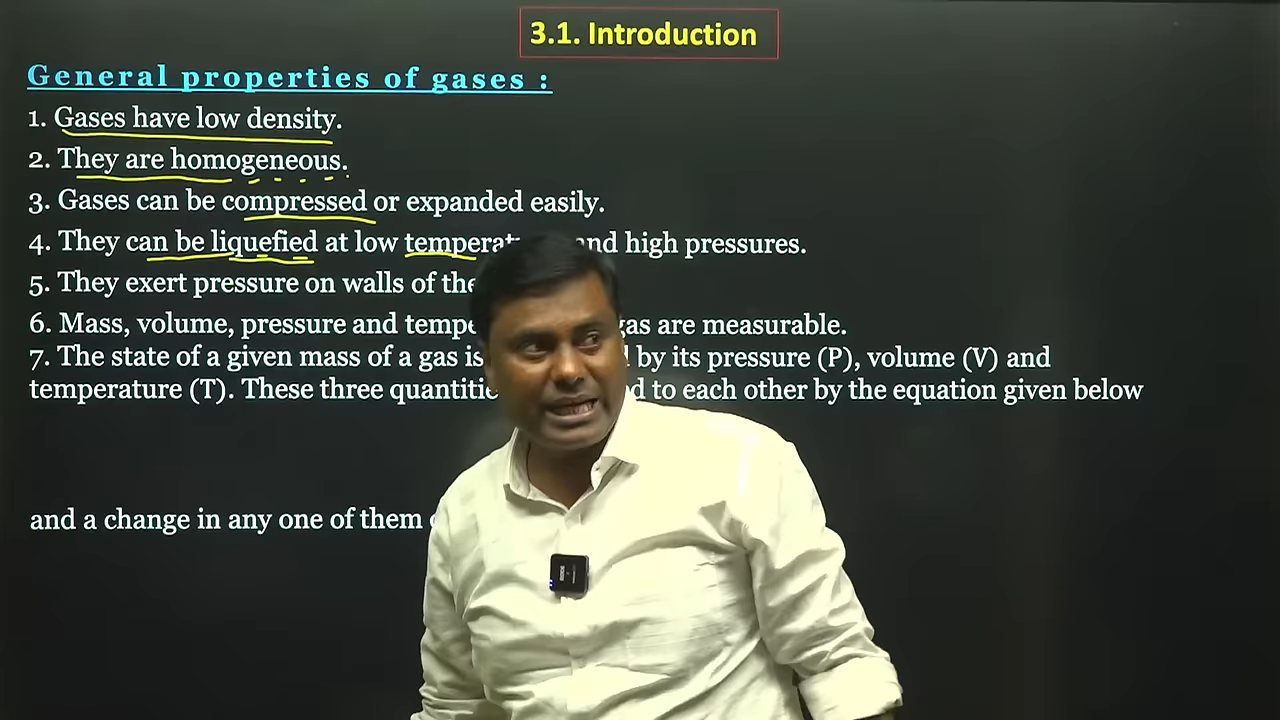 3.1. Introduction
General properties of gases :
1. Gases have low density.
2. They are homogeneous.
3. Gases can be compressed or expanded easily.
4. They can be liquefied at low temperat and high pressures.
5. They exert pressure on walls of the
6. Mass, volume, pressure and tempe gas are measurable.
7. The state of a given mass of a gas is by its pressure (P), volume (V) and
temperature (T). These three quantitie to each other by the equation given below
and a change in any one of them